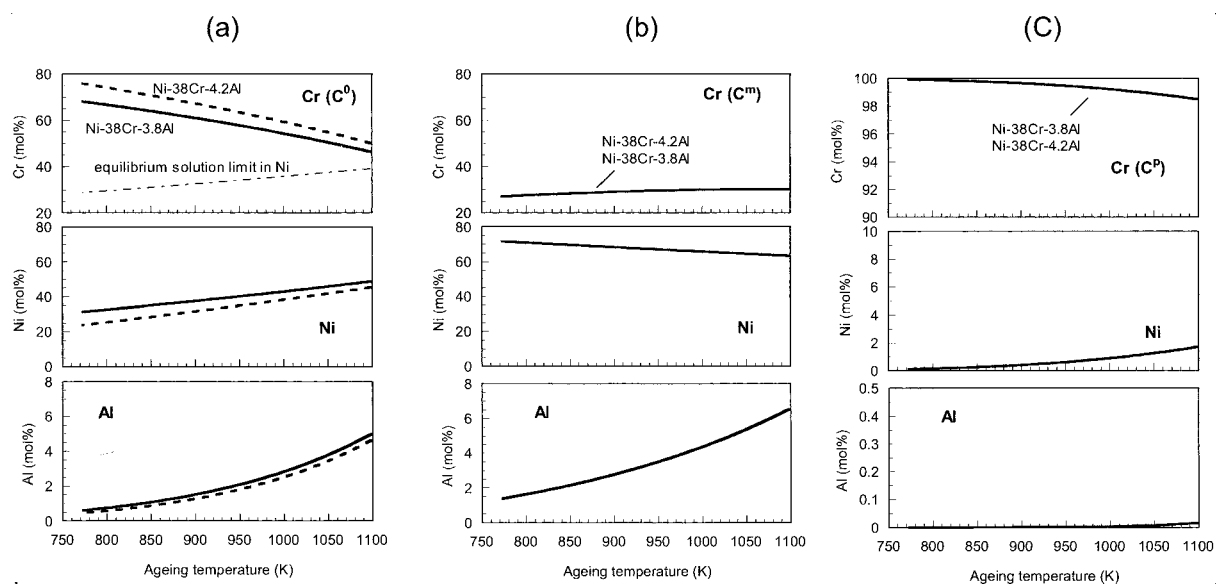 (a)
(b)
(C)
80
60
40
20
Cr (mol%)
Ni-38Cr-4.2Al
Cr (C⁰)
Ni-38Cr-3.8Al
equilibrium solution limit in Ni
80
60
40
20
0
Ni (mol%)
Ni
8
6
4
2
0
Al (mol%)
Al
750 800 850 900 950 1000 1050 1100
Ageing temperature (K)
80
60
40
20
Cr (mol%)
Cr (Cᵐ)
Ni-38Cr-4.2Al
Ni-38Cr-3.8Al
80
60
40
20
0
Ni (mol%)
Ni
8
6
4
2
0
Al (mol%)
Al
750 800 850 900 950 1000 1050 1100
Ageing temperature (K)
100
98
96
94
92
90
Cr (mol%)
Ni-38Cr-3.8Al
Ni-38Cr-4.2Al
Cr (Cᵖ)
10
8
6
4
2
0
Ni (mol%)
Ni
0.5
0.4
0.3
0.2
0.1
0
Al (mol%)
Al
750 800 850 900 950 1000 1050 1100
Ageing temperature (K)